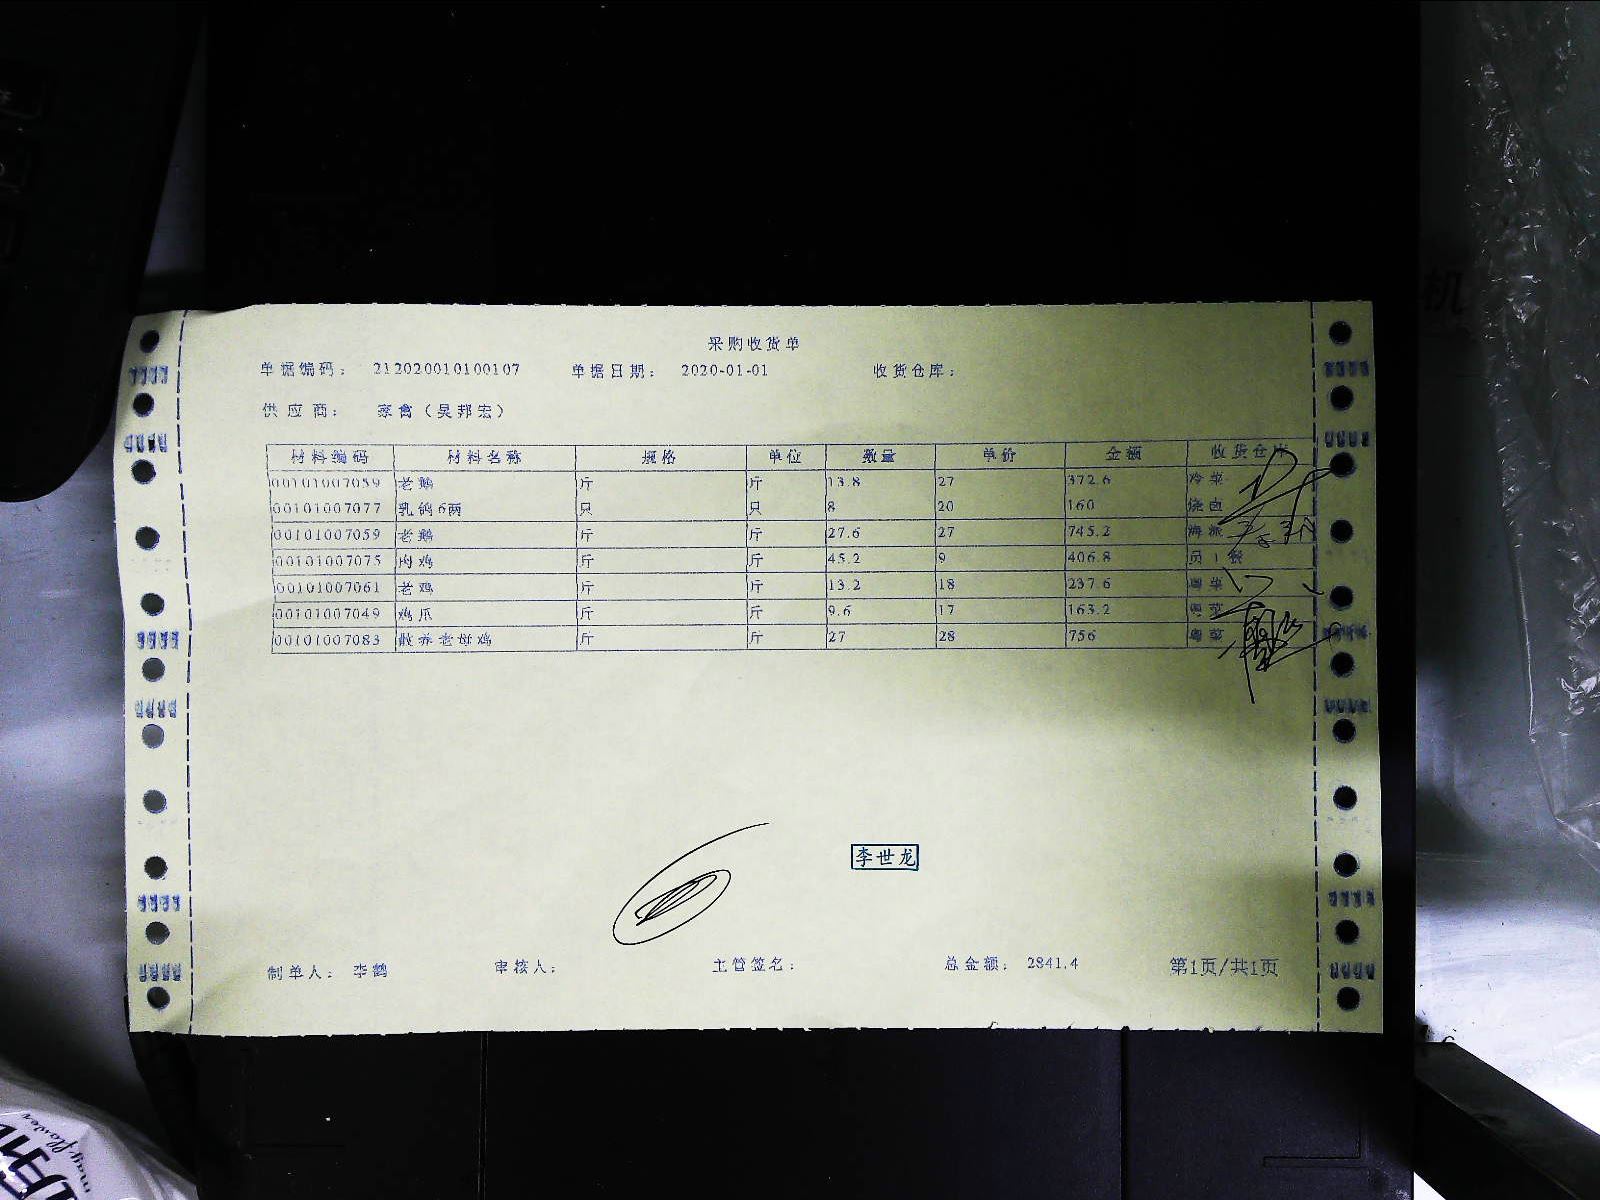 采购收货单
单据编码： 212020010100107 单据日期： 2020-01-01 收货仓库：
供应商： 家禽（吴邦宏）
材料编码 材料名称 规格 单位 数量 单价 金额 收货仓库
00101007059 老鹅 斤 斤 13.8 27 372.6 冷菜
00101007077 乳鸽6两 只 只 8 20 160 烧卤
00101007059 老鹅 斤 斤 27.6 27 745.2 海派
00101007075 肉鸡 斤 斤 45.2 9 406.8 员工餐
00101007061 老鸡 斤 斤 13.2 18 237.6 粤菜
00101007049 鸡爪 斤 斤 9.6 17 163.2 粤菜
00101007083 散养老母鸡 斤 斤 27 28 756 粤菜
李世龙
制单人： 李鹤 审核人： 主管签名： 总金额： 2841.4 第1页/共1页
机